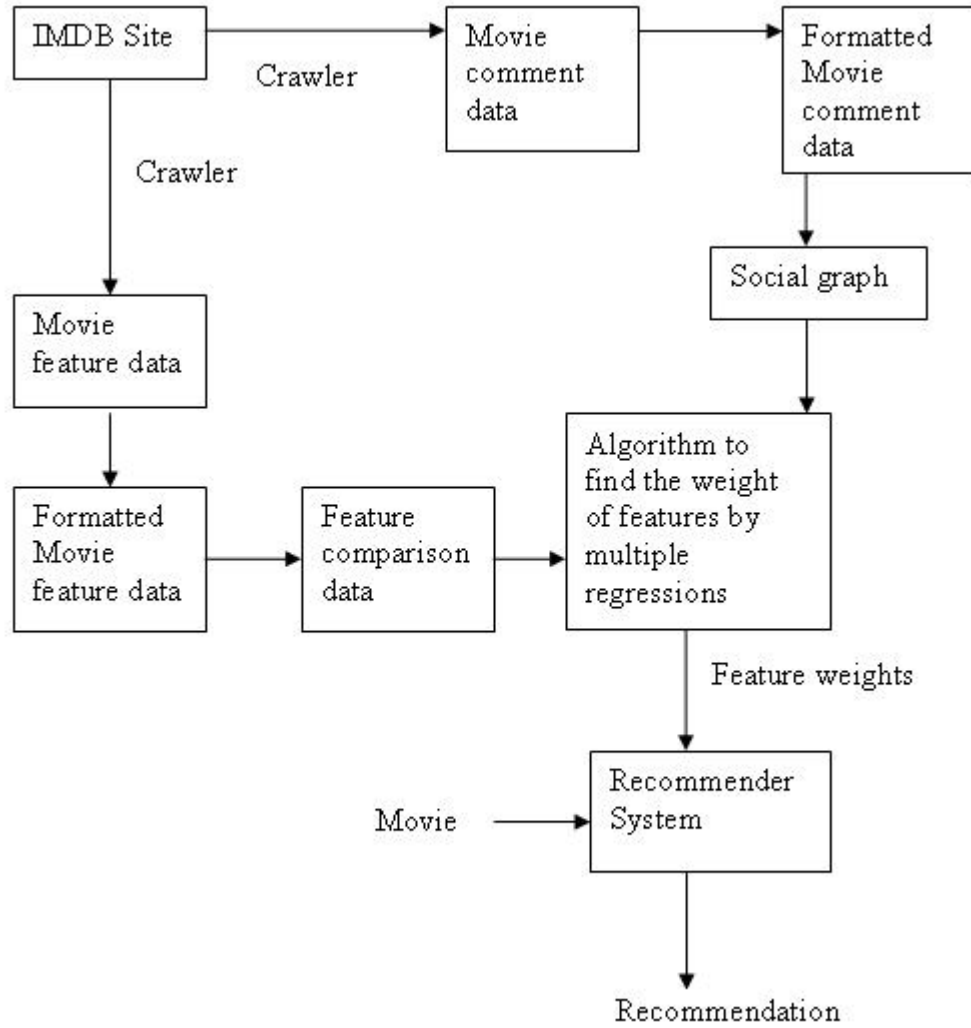 IMDB Site
Crawler
Movie
comment
data
Formatted
Movie
comment
data
Crawler
Social graph
Movie
feature data
Algorithm to
find the weight
of features by
multiple
regressions
Formatted
Movie
feature data
Feature
comparison
data
Feature weights
Recommender
System
Movie
Recommendation